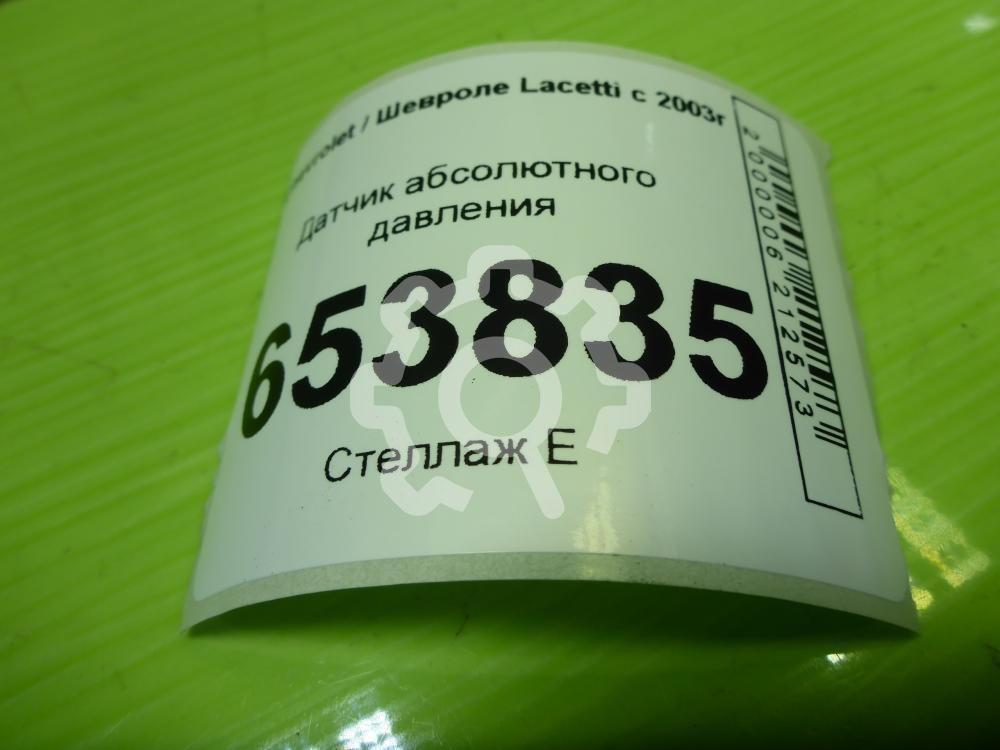 / Шевроле Lacetti с 2003г
Датчик абсолютного
давления
653835
Стеллаж Е
2000006212573